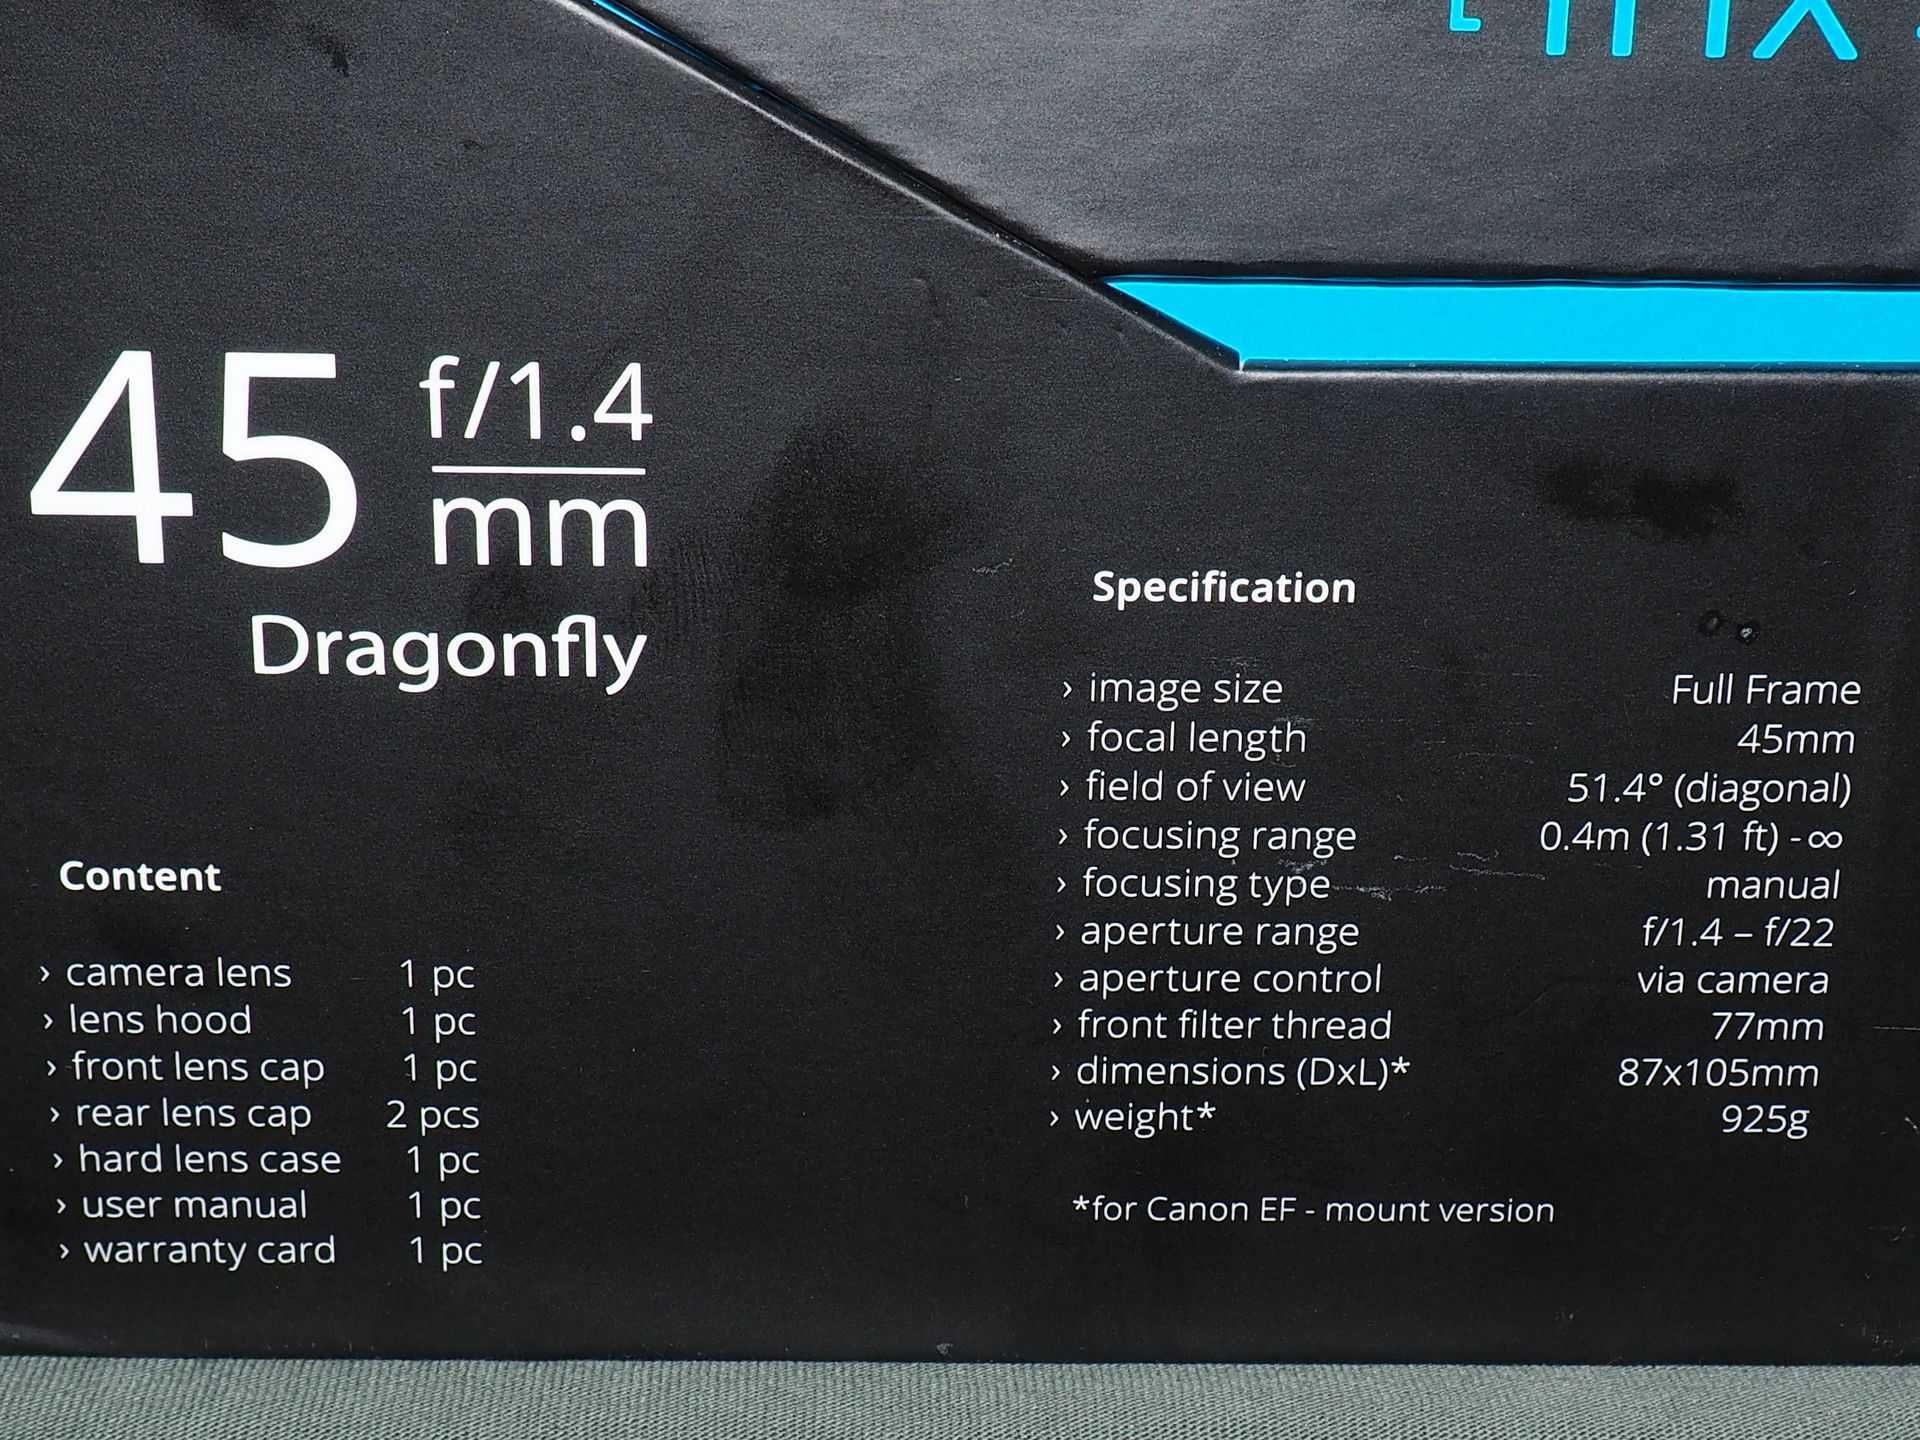 45 f/1.4
mm
Dragonfly
Content
› camera lens 1 pc
› lens hood 1 pc
› front lens cap 1 pc
› rear lens cap 2 pcs
› hard lens case 1 pc
› user manual 1 pc
› warranty card 1 pc
Specification
› image size Full Frame
› focal length 45mm
› field of view 51.4° (diagonal)
› focusing range 0.4m (1.31 ft) - ∞
› focusing type manual
› aperture range f/1.4 – f/22
› aperture control via camera
› front filter thread 77mm
› dimensions (DxL)* 87x105mm
› weight* 925g
*for Canon EF - mount version